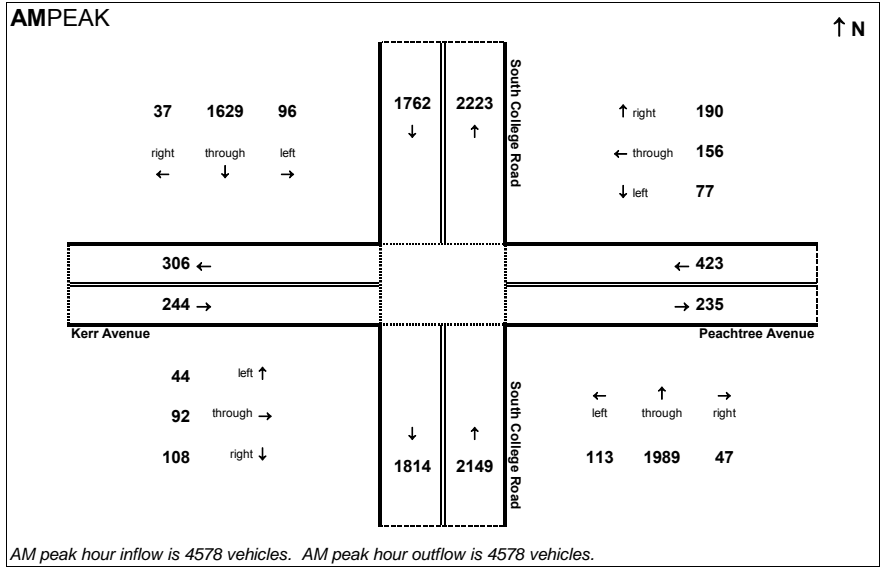 AMPEAK
↑ N
37 1629 96
right through left
← ↓ →
1762 2223
↓ ↑
South College Road
↑ right 190
← through 156
↓ left 77
306 ←
244 →
← 423
→ 235
Kerr Avenue
Peachtree Avenue
44 left ↑
92 through →
108 right ↓
↓ ↑
1814 2149
South College Road
← ↑ →
left through right
113 1989 47
AM peak hour inflow is 4578 vehicles. AM peak hour outflow is 4578 vehicles.